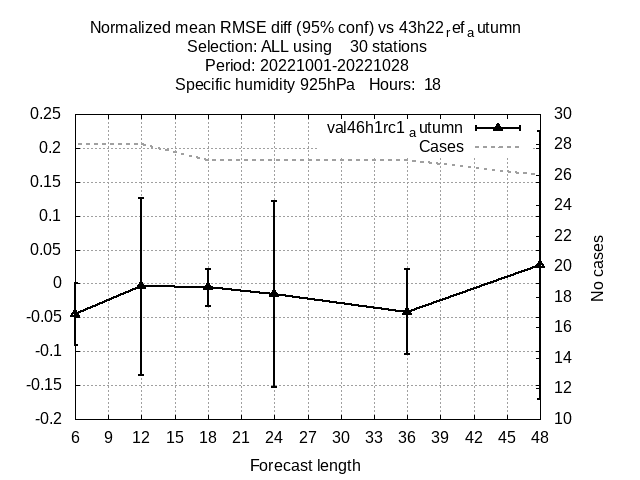 Normalized mean RMSE diff (95% conf) vs 43h22refautumn
Selection: ALL using 30 stations
Period: 20221001-20221028
Specific humidity 925hPa Hours: 18
val46h1rc1autumn
Cases
0.25
0.2
0.15
0.1
0.05
0
-0.05
-0.1
-0.15
-0.2
30
28
26
24
22
20
18
16
14
12
10
No cases
6 9 12 15 18 21 24 27 30 33 36 39 42 45 48
Forecast length